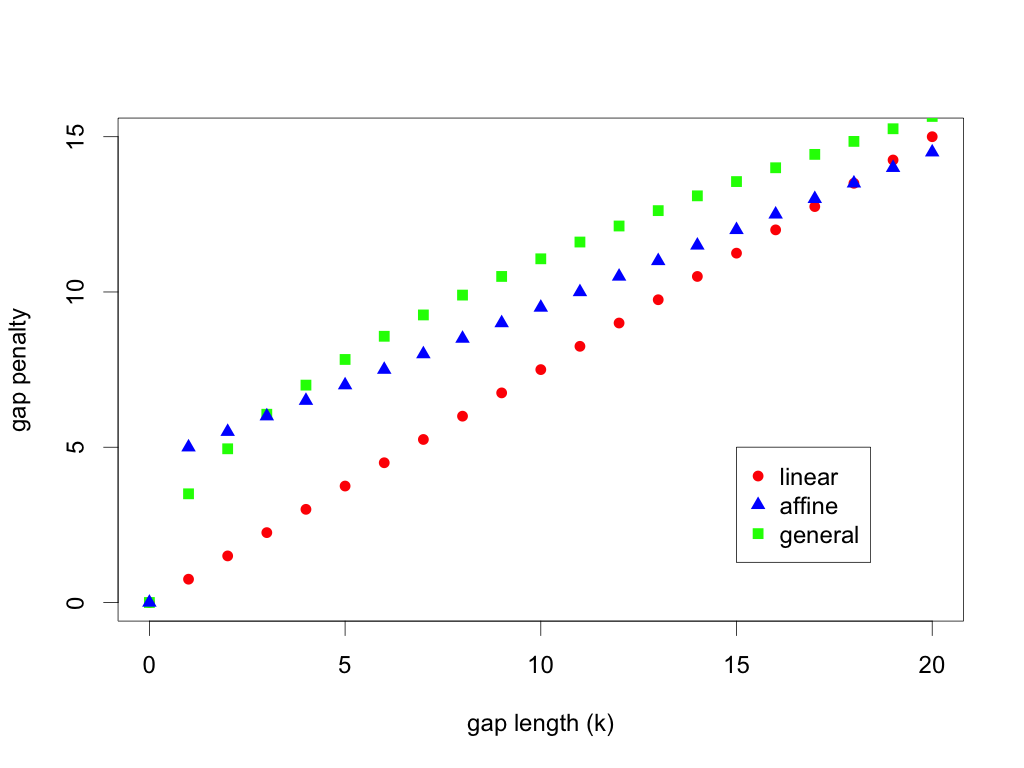 15
10
5
0
gap penalty
linear
affine
general
0 5 10 15 20
gap length (k)